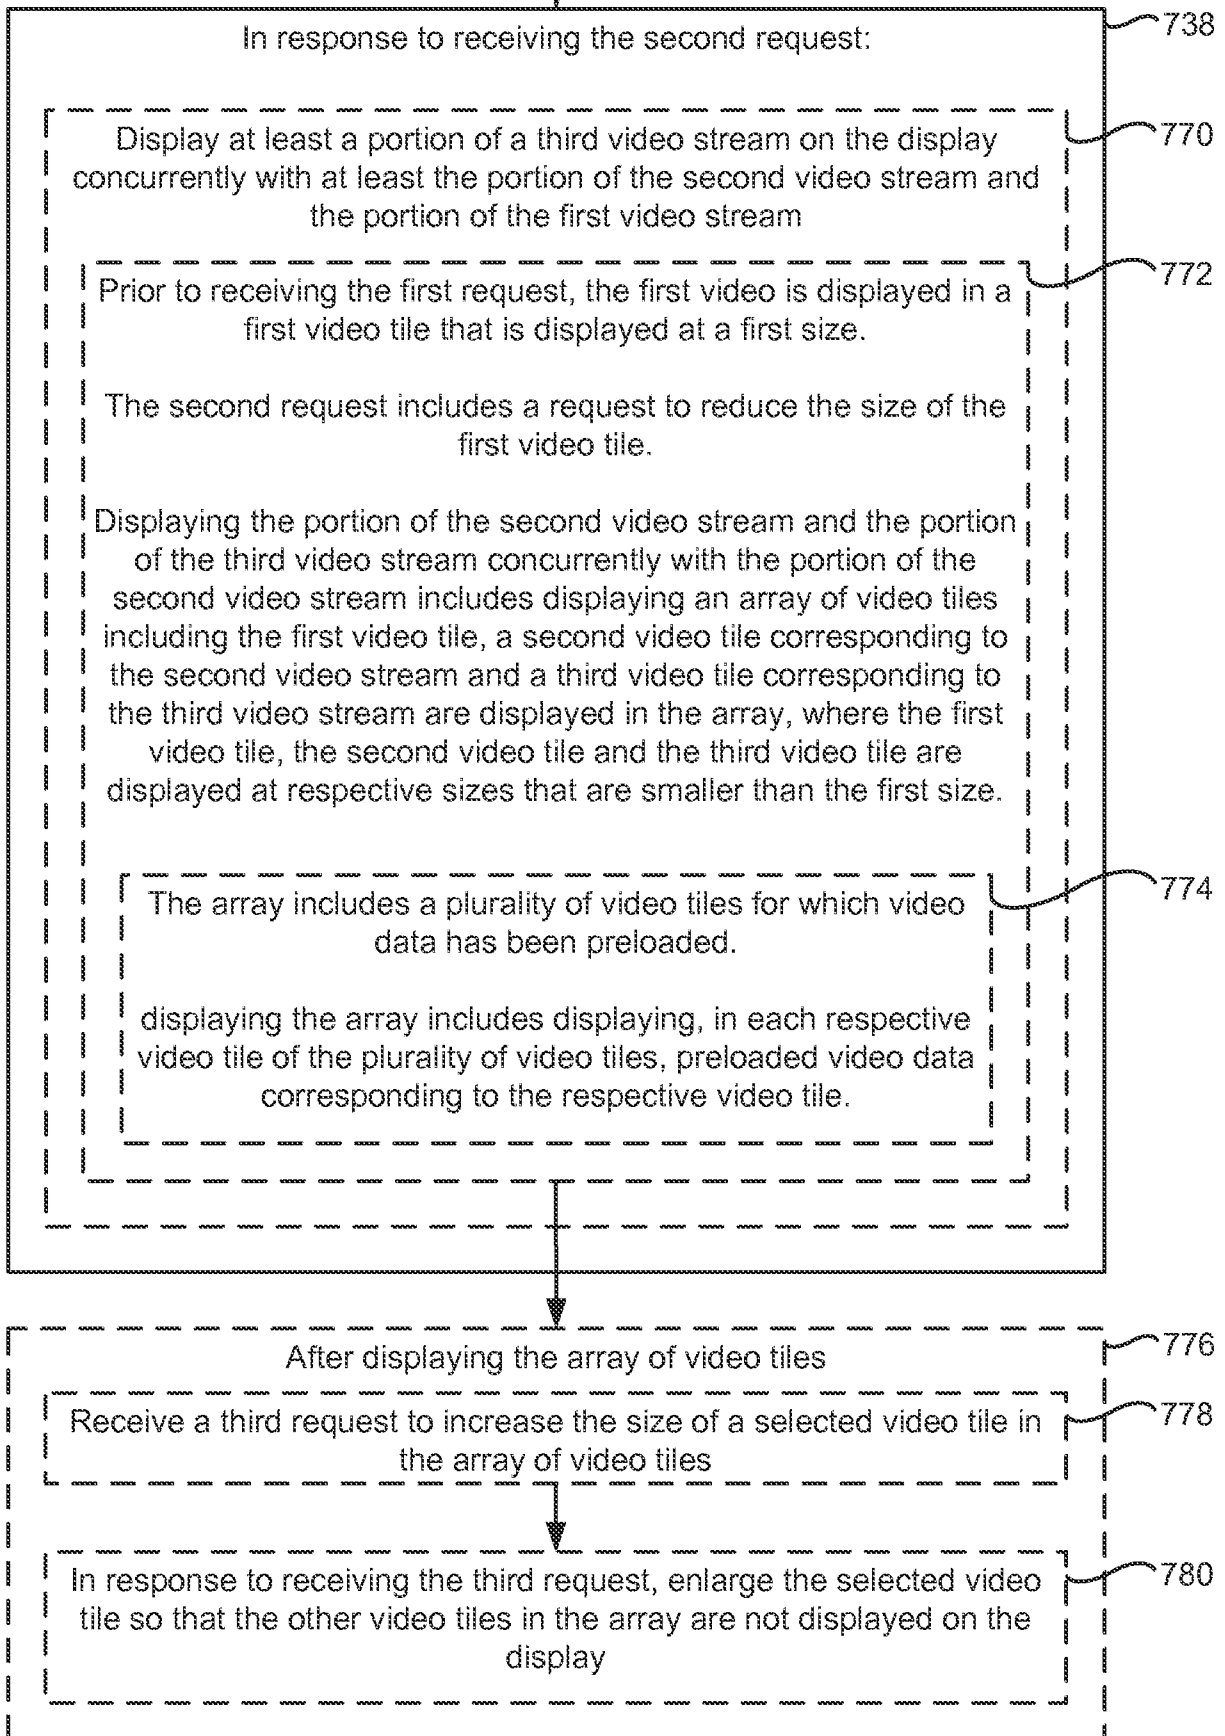 In response to receiving the second request:
738
Display at least a portion of a third video stream on the display
concurrently with at least the portion of the second video stream and
the portion of the first video stream
770
Prior to receiving the first request, the first video is displayed in a
first video tile that is displayed at a first size.
772
The second request includes a request to reduce the size of the
first video tile.
Displaying the portion of the second video stream and the portion
of the third video stream concurrently with the portion of the
second video stream includes displaying an array of video tiles
including the first video tile, a second video tile corresponding to
the second video stream and a third video tile corresponding to
the third video stream are displayed in the array, where the first
video tile, the second video tile and the third video tile are
displayed at respective sizes that are smaller than the first size.
The array includes a plurality of video tiles for which video
data has been preloaded.
774
displaying the array includes displaying, in each respective
video tile of the plurality of video tiles, preloaded video data
corresponding to the respective video tile.
After displaying the array of video tiles
776
Receive a third request to increase the size of a selected video tile in
the array of video tiles
778
In response to receiving the third request, enlarge the selected video
tile so that the other video tiles in the array are not displayed on the
display
780